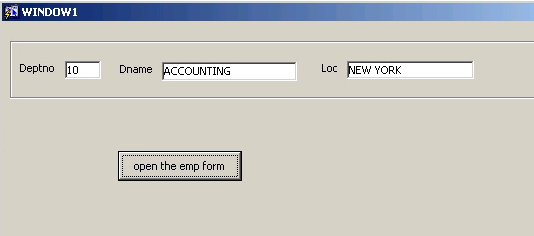 WINDOW1
Deptno 10 Dname ACCOUNTING Loc NEW YORK
open the emp form